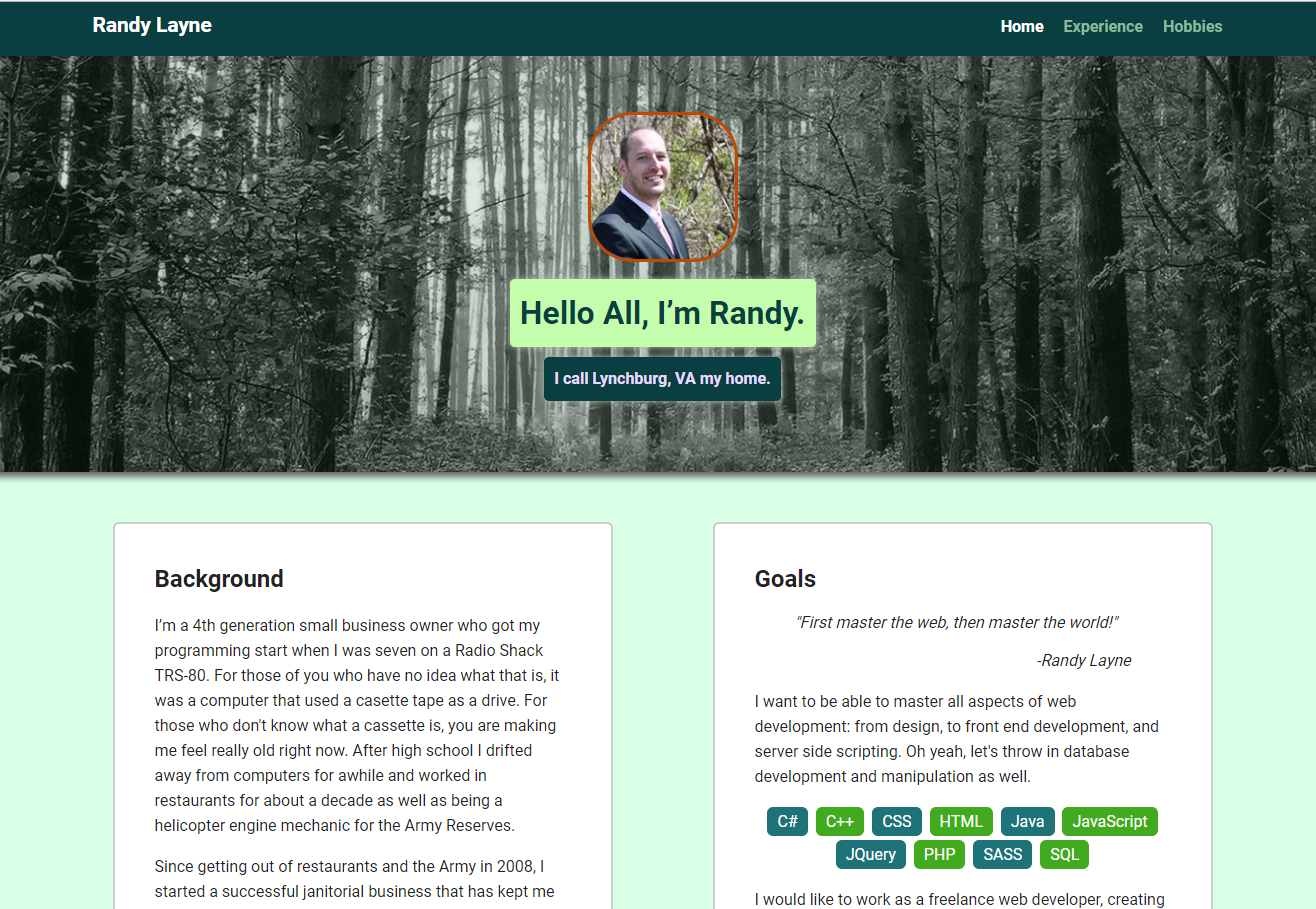 Randy Layne
Home Experience Hobbies
Hello All, I’m Randy.
I call Lynchburg, VA my home.
Background
I’m a 4th generation small business owner who got my
programming start when I was seven on a Radio Shack
TRS-80. For those of you who have no idea what that is, it
was a computer that used a casette tape as a drive. For
those who don't know what a cassette is, you are making
me feel really old right now. After high school I drifted
away from computers for awhile and worked in
restaurants for about a decade as well as being a
helicopter engine mechanic for the Army Reserves.
Since getting out of restaurants and the Army in 2008, I
started a successful janitorial business that has kept me
Goals
"First master the web, then master the world!"
-Randy Layne
I want to be able to master all aspects of web
development: from design, to front end development, and
server side scripting. Oh yeah, let's throw in database
development and manipulation as well.
C# C++ CSS HTML Java JavaScript
JQuery PHP SASS SQL
I would like to work as a freelance web developer, creating